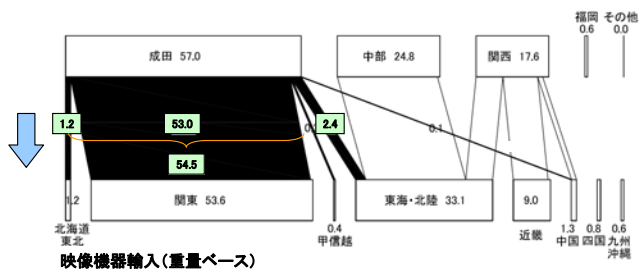 福岡 その他
0.6 0.0
成田 57.0 中部 24.8 関西 17.6
1.2 53.0 2.4 0.1
54.5
1.2 関東 53.6 東海・北陸 33.1 9.0
0.4 1.3 0.8 0.6
北海道 東北 甲信越 近畿 中国 四国 九州 沖縄
映像機器輸入(重量ベース)